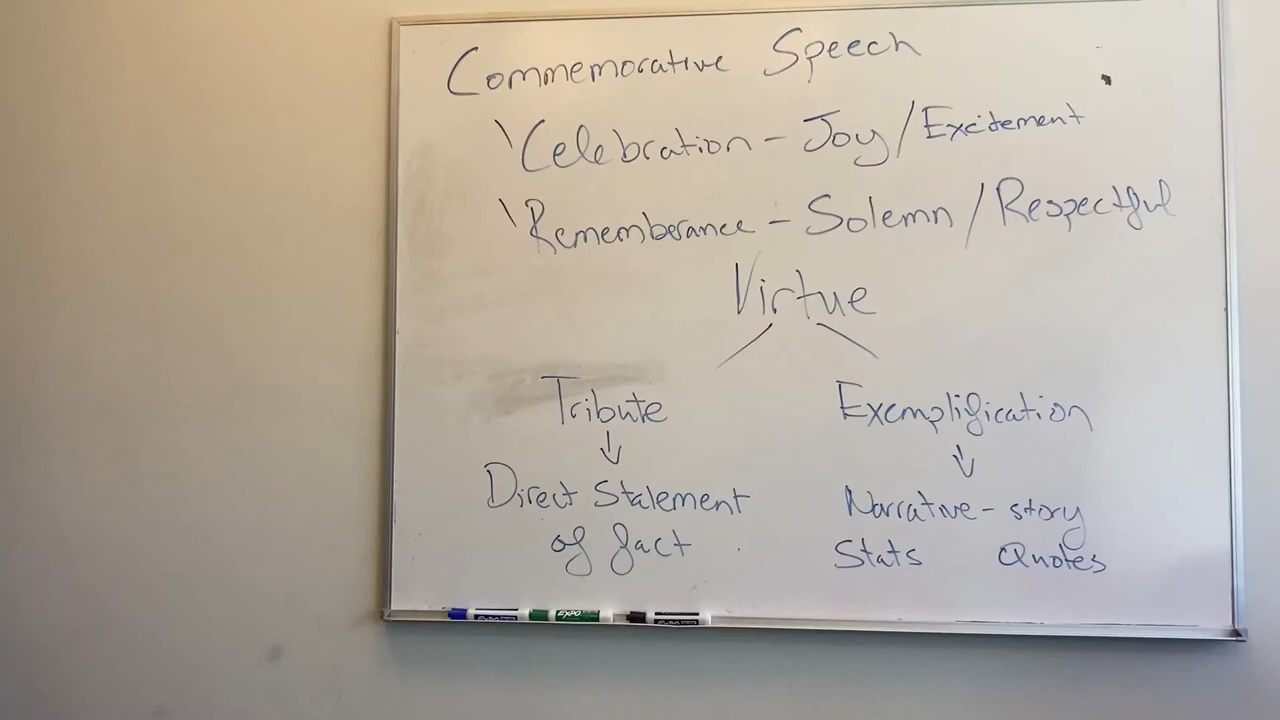 Commemorative Speech
\ Celebration - Joy / Excitement
\ Rememberance - Solemn / Respectful
Virtue
Tribute Exemplification
↓ ↓
Direct Statement Narrative - story
of fact Stats Quotes
EXPO